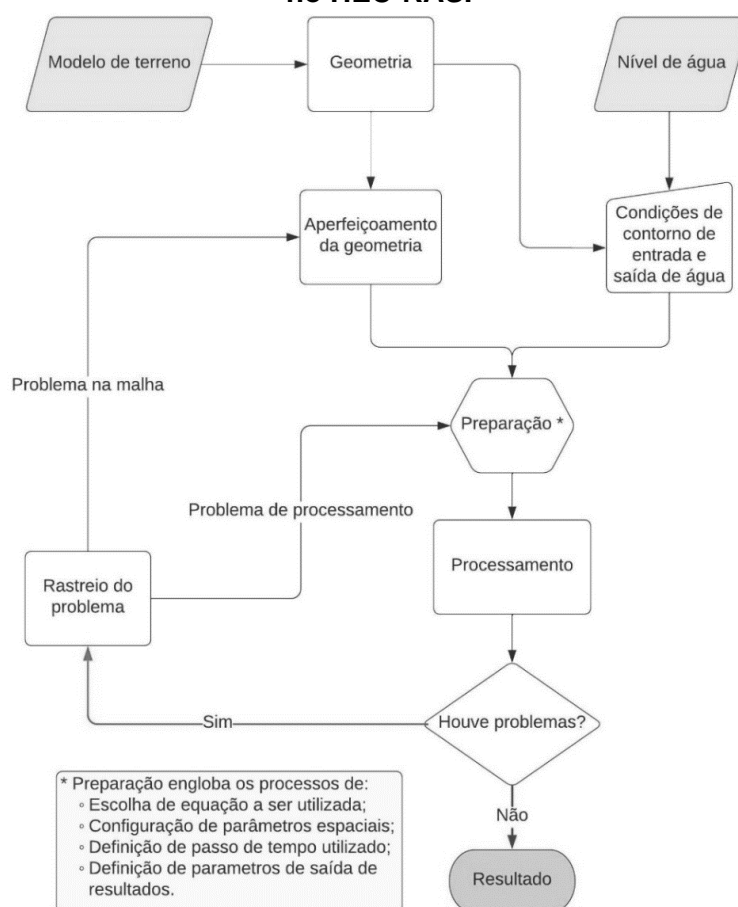 Modelo de terreno
Geometria
Nível de água
Aperfeiçoamento
da geometria
Condições de
contorno de
entrada e
saída de água
Problema na malha
Preparação *
Problema de processamento
Rastreio do
problema
Processamento
Sim
Houve problemas?
* Preparação engloba os processos de:
◦ Escolha de equação a ser utilizada;
◦ Configuração de parâmetros espaciais;
◦ Definição de passo de tempo utilizado;
◦ Definição de parametros de saída de
resultados.
Não
Resultado